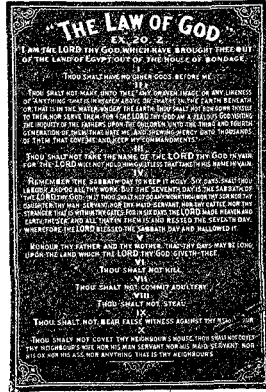 "THE LAW OF GOD"
EX. 20. 2
I AM THE LORD THY GOD, WHICH HAVE BROUGHT THEE OUT
OF THE LAND OF EGYPT OUT OF THE HOUSE OF BONDAGE
THOU SHALT HAVE NO OTHER GODS BEFORE ME
II
THOU SHALT NOT MAKE UNTO THEE ANY GRAVEN IMAGE OR ANY LIKENESS
OF ANYTHING THAT IS IN HEAVEN ABOVE, OR THAT IS IN THE EARTH BENEATH
OR THAT IS IN THE WATER UNDER THE EARTH THOU SHALT NOT BOW DOWN THYSELF
TO THEM, NOR SERVE THEM: FOR I THE LORD THY GOD AM A JEALOUS GOD VISITING
THE INIQUITY OF THE FATHERS UPON THE CHILDREN UNTO THE THIRD AND FOURTH
GENERATION OF THEM THAT HATE ME, AND SHEWING MERCY UNTO THOUSANDS
OF THEM THAT LOVE ME AND KEEP MY COMMANDMENTS
THOU SHALT NOT TAKE THE NAME OF THE LORD THY GOD IN VAIN
FOR THE LORD WILL NOT HOLD HIM GUILTLESS THAT TAKETH HIS NAME IN VAIN
REMEMBER THE SABBATH DAY TO KEEP IT HOLY SIX DAYS SHALT THOU
LABOUR AND DO ALL THY WORK BUT THE SEVENTH DAY IS THE SABBATH OF
THE LORD THY GOD: IN IT THOU SHALT NOT DO ANY WORK THOU NOR THY SON NOR THY
DAUGHTER THY MAN SERVANT NOR THY MAID SERVANT NOR THY CATTLE NOR THY
STRANGER THAT IS WITHIN THY GATES FOR IN SIX DAYS THE LORD MADE HEAVEN AND
EARTH THE SEA AND ALL THAT IN THEM IS AND RESTED THE SEVENTH DAY
WHEREFORE THE LORD BLESSED THE SABBATH DAY AND HALLOWED IT
HONOUR THY FATHER AND THY MOTHER THAT THY DAYS MAY BE LONG
UPON THE LAND WHICH THE LORD THY GOD GIVETH THEE
VI
THOU SHALT NOT KILL
VII
THOU SHALT NOT COMMIT ADULTERY
VIII
THOU SHALT NOT STEAL
IX
THOU SHALT NOT BEAR FALSE WITNESS AGAINST THY
THOU SHALT NOT COVET THY NEIGHBOUR'S HOUSE, THOU SHALT NOT COVET
THY NEIGHBOUR'S WIFE NOR HIS MAN SERVANT NOR HIS MAID SERVANT NOR
HIS OX NOR HIS ASS NOR ANYTHING THAT IS THY NEIGHBOUR'S